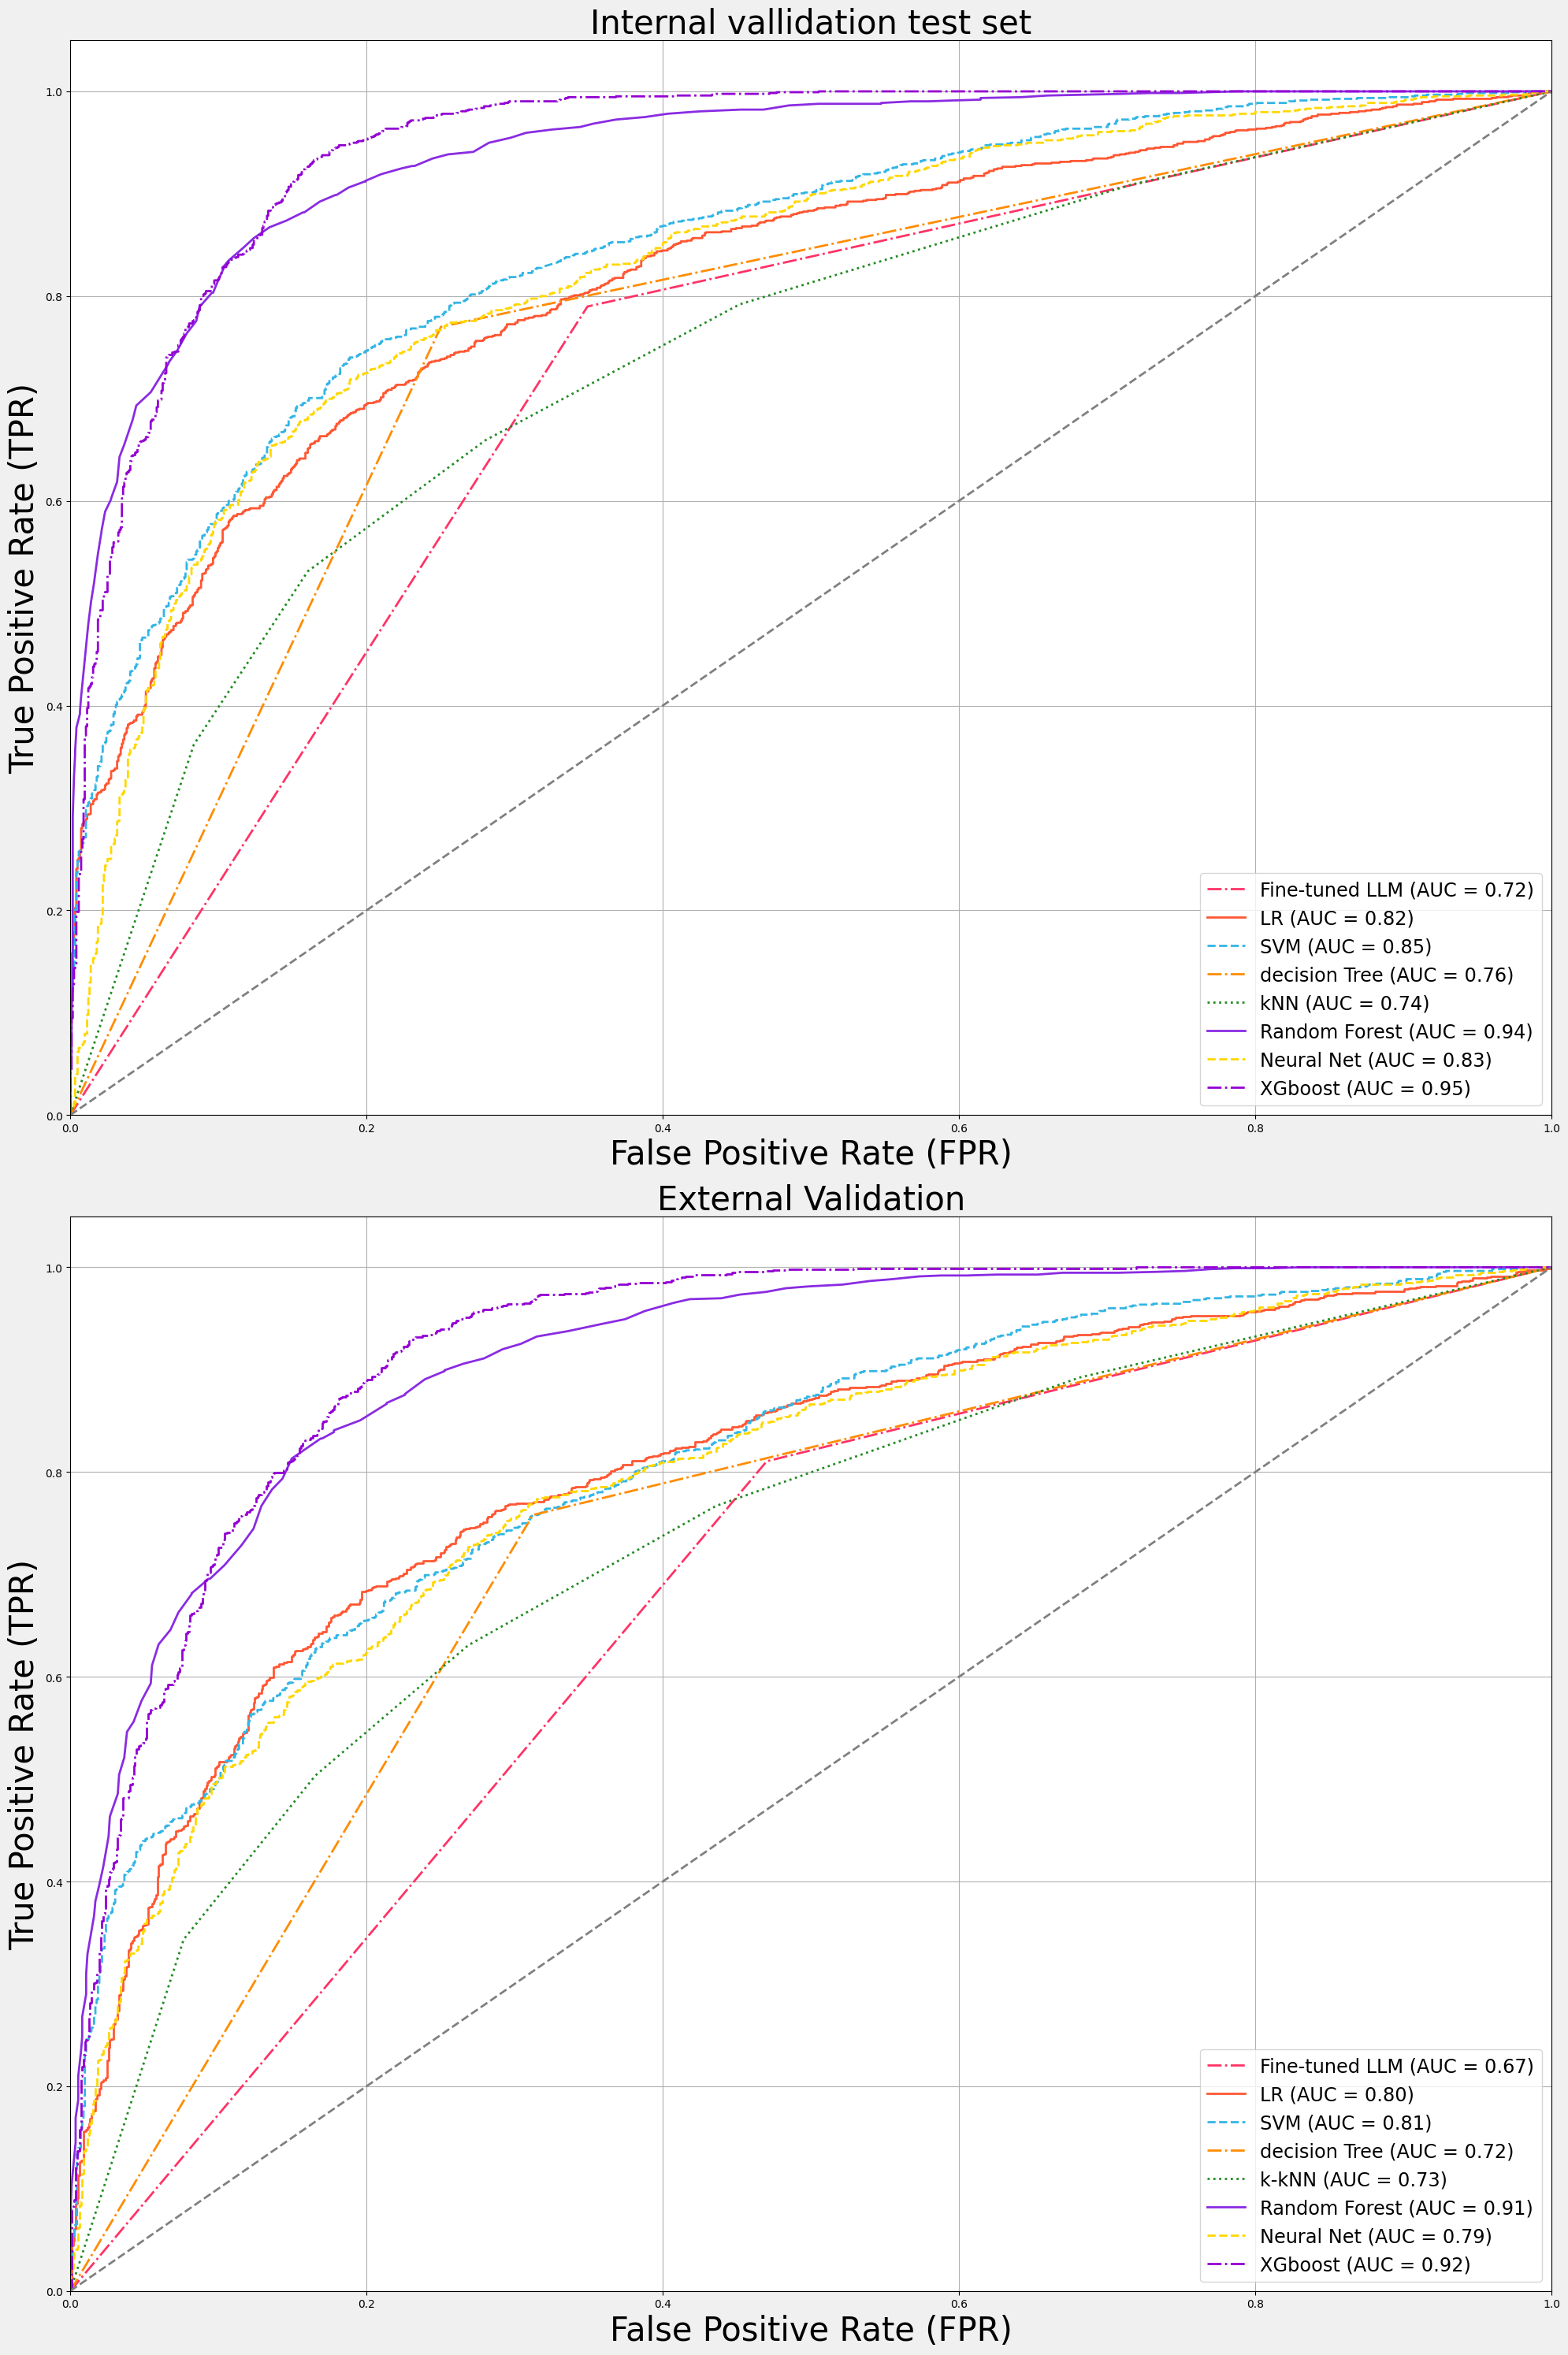 Internal vallidation test set
True Positive Rate (TPR)
1.0
0.8
0.6
0.4
0.2
0.0
0.0 0.2 0.4 0.6 0.8 1.0
False Positive Rate (FPR)
Fine-tuned LLM (AUC = 0.72)
LR (AUC = 0.82)
SVM (AUC = 0.85)
decision Tree (AUC = 0.76)
kNN (AUC = 0.74)
Random Forest (AUC = 0.94)
Neural Net (AUC = 0.83)
XGboost (AUC = 0.95)
External Validation
True Positive Rate (TPR)
1.0
0.8
0.6
0.4
0.2
0.0
0.0 0.2 0.4 0.6 0.8 1.0
False Positive Rate (FPR)
Fine-tuned LLM (AUC = 0.67)
LR (AUC = 0.80)
SVM (AUC = 0.81)
decision Tree (AUC = 0.72)
k-kNN (AUC = 0.73)
Random Forest (AUC = 0.91)
Neural Net (AUC = 0.79)
XGboost (AUC = 0.92)